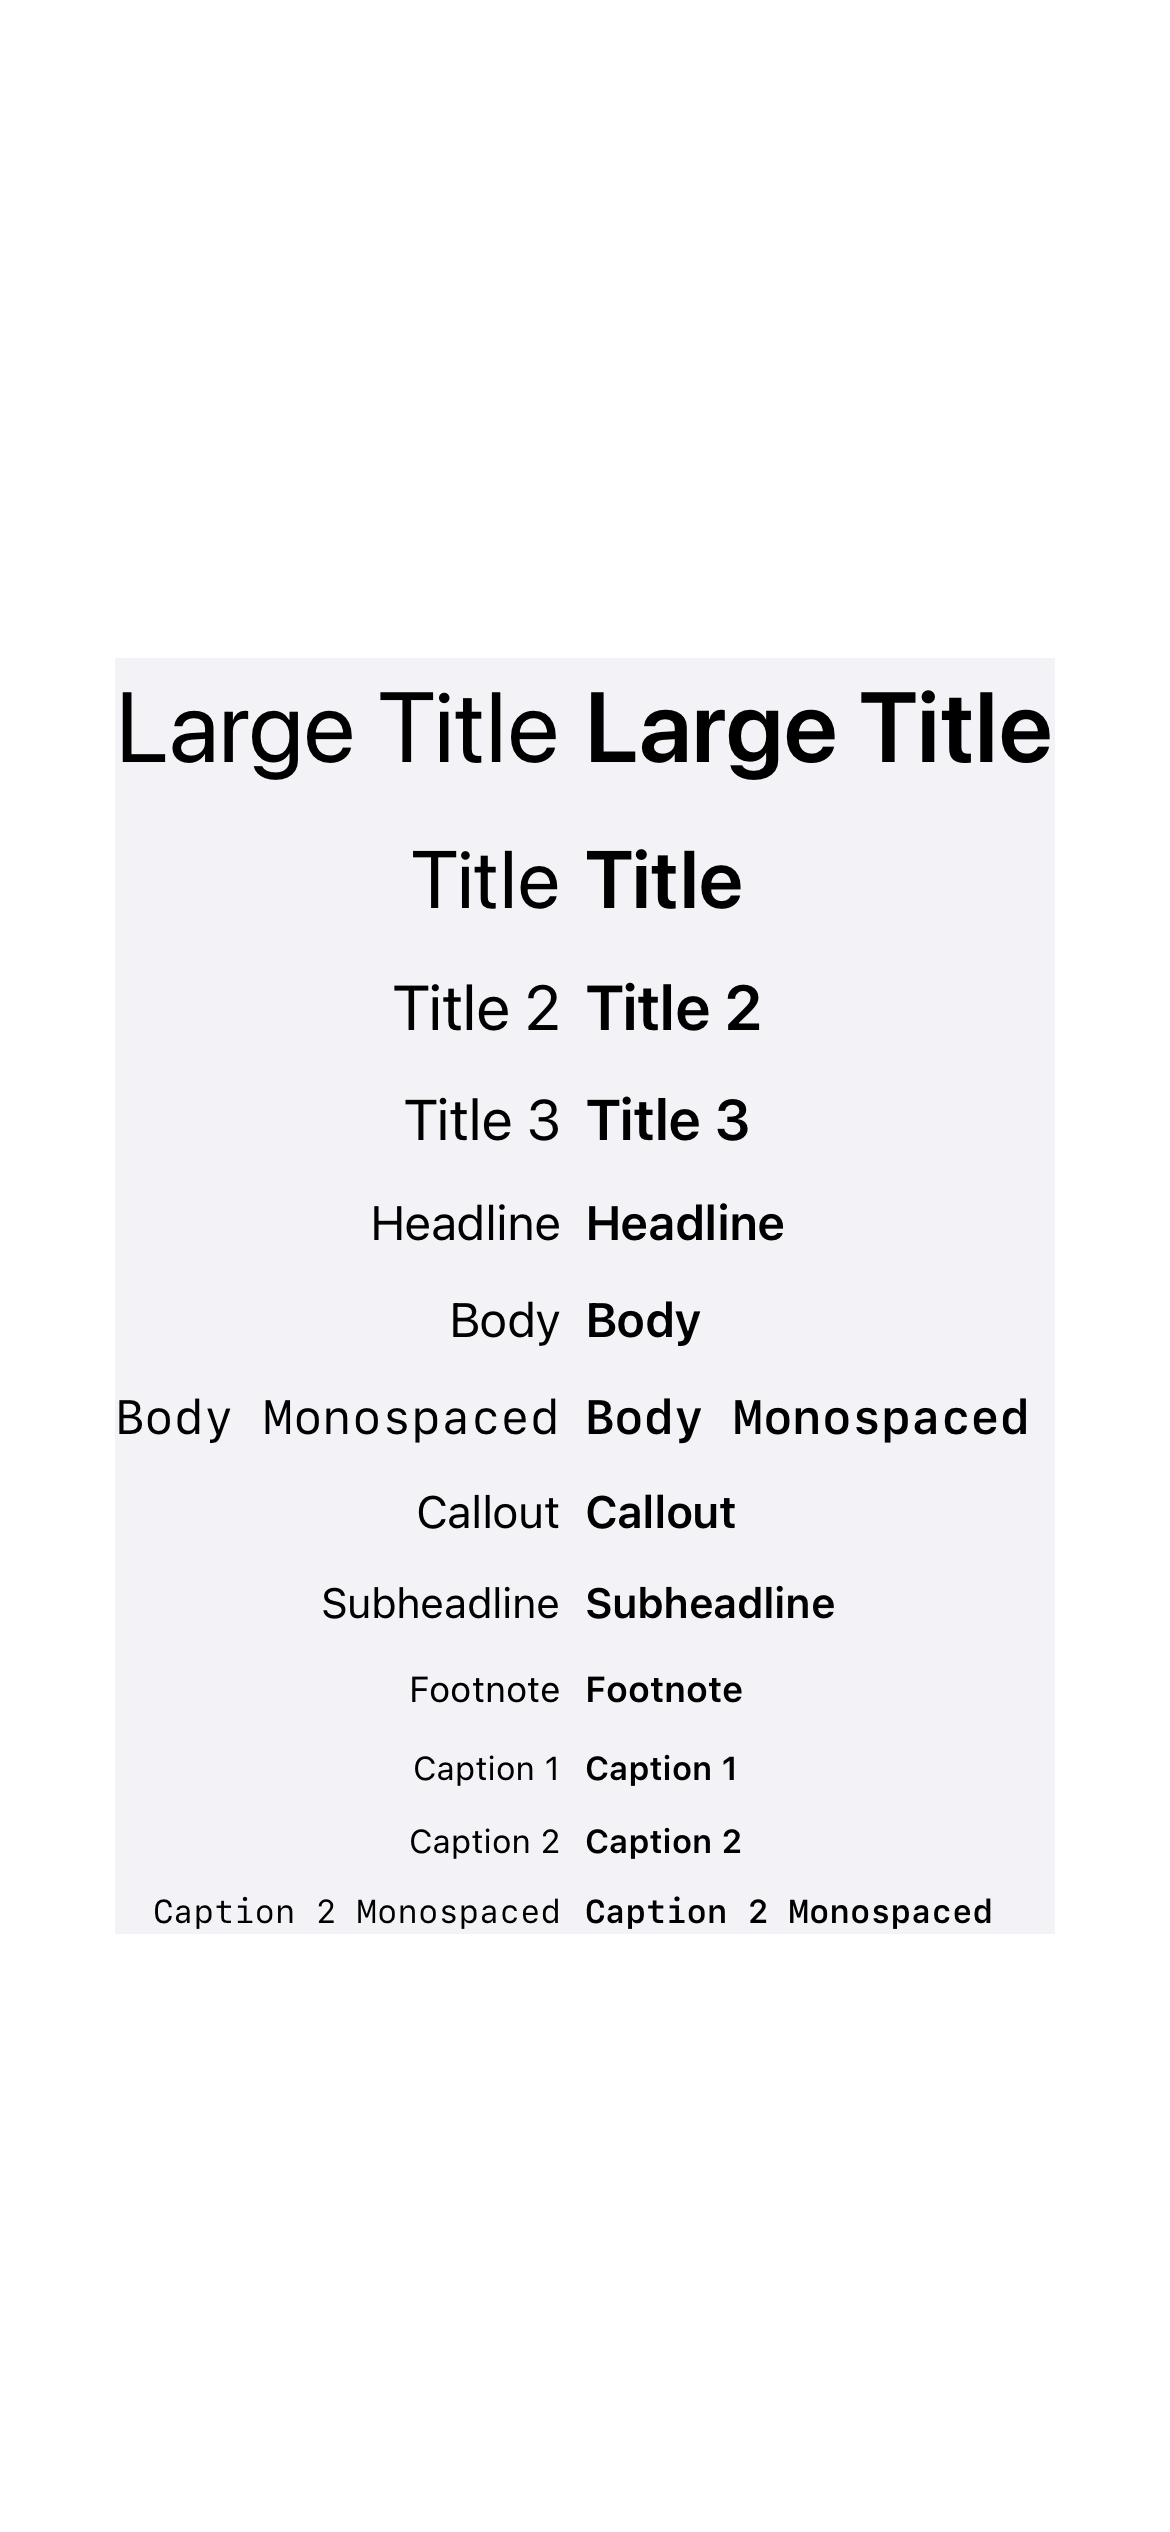 Large Title Large Title
Title Title
Title 2 Title 2
Title 3 Title 3
Headline Headline
Body Body
Body Monospaced Body Monospaced
Callout Callout
Subheadline Subheadline
Footnote Footnote
Caption 1 Caption 1
Caption 2 Caption 2
Caption 2 Monospaced Caption 2 Monospaced